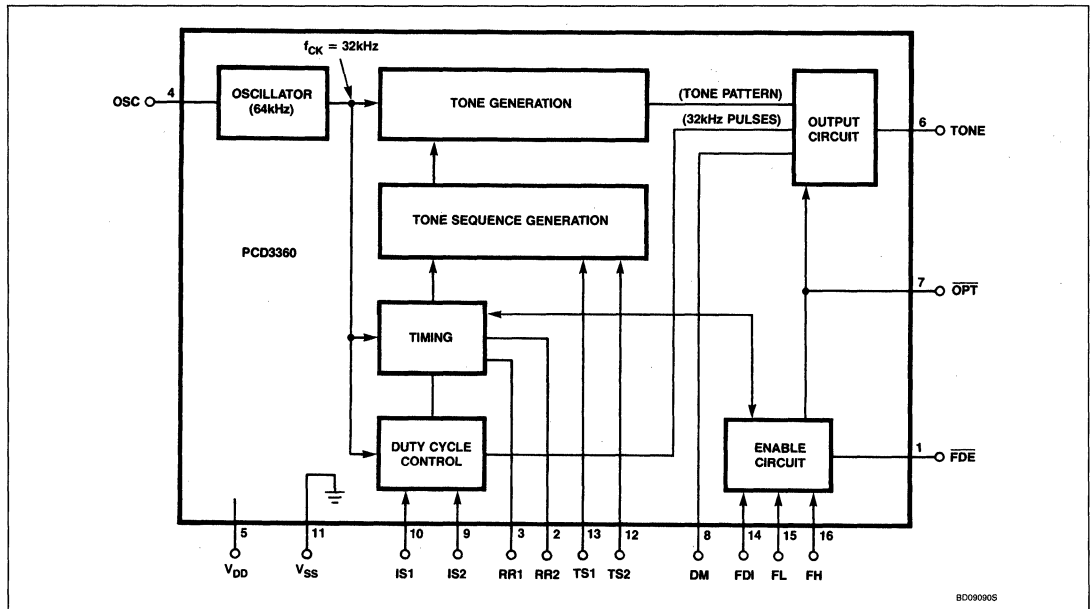 f_CK = 32kHz
OSC
4
OSCILLATOR
(64kHz)
TONE GENERATION
(TONE PATTERN)
(32kHz PULSES)
OUTPUT
CIRCUIT
6
TONE
TONE SEQUENCE GENERATION
PCD3360
7
OPT
TIMING
DUTY CYCLE
CONTROL
ENABLE
CIRCUIT
1
FDE
5 11 10 9 3 2 13 12 8 14 15 16
V_DD V_SS IS1 IS2 RR1 RR2 TS1 TS2 DM FDI FL FH
BD09090S